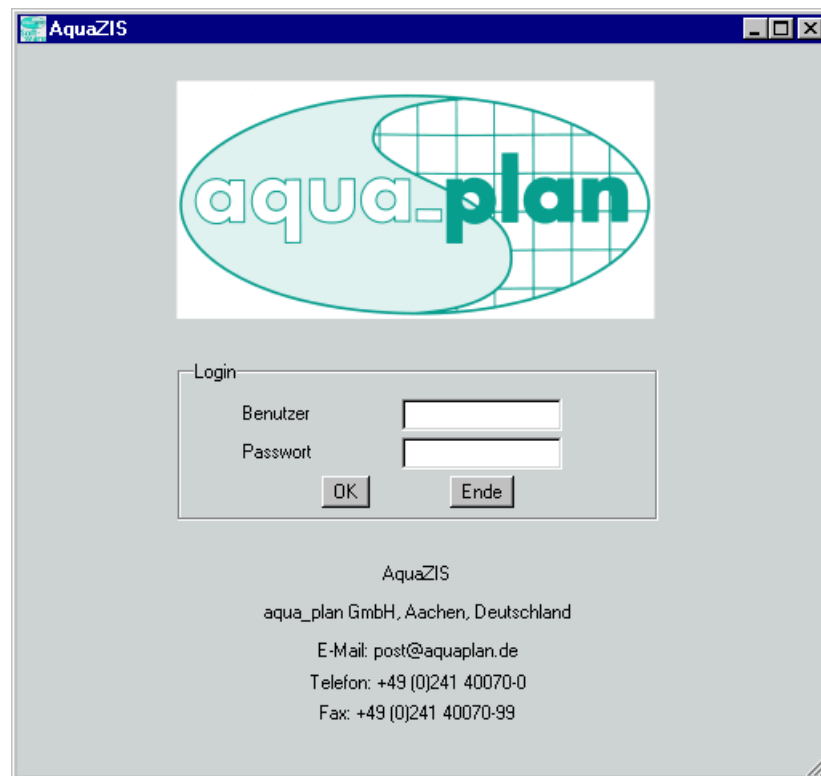 AquaZIS
aqua_plan
Login
Benutzer
Passwort
OK Ende
AquaZIS
aqua_plan GmbH, Aachen, Deutschland
E-Mail: post@aquaplan.de
Telefon: +49 (0)241 40070-0
Fax: +49 (0)241 40070-99